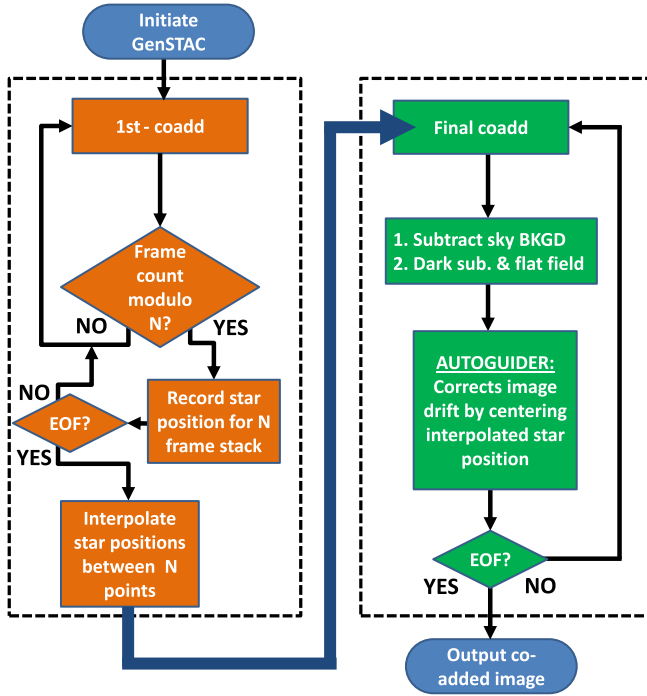 Initiate
GenSTAC
1st - coadd
Frame
count
modulo
N?
NO
YES
Record star
position for N
frame stack
NO
EOF?
YES
Interpolate
star positions
between N
points
Final coadd
1. Subtract sky BKGD
2. Dark sub. & flat field
AUTOGUIDER:
Corrects image
drift by centering
interpolated star
position
EOF?
YES
NO
Output co-
added image